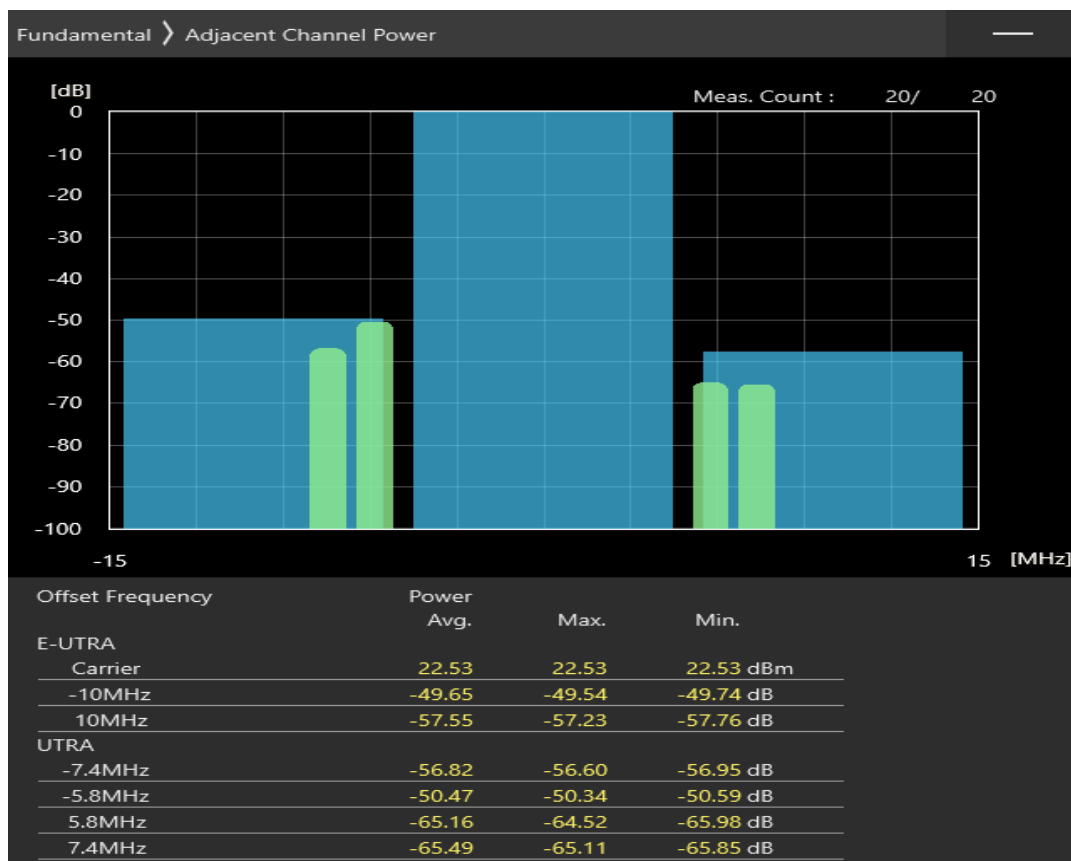 Fundamental ❯ Adjacent Channel Power
[dB]
Meas. Count : 20/ 20
0
-10
-20
-30
-40
-50
-60
-70
-80
-90
-100
-15 15 [MHz]
Offset Frequency Power
Avg. Max. Min.
E-UTRA
Carrier 22.53 22.53 22.53 dBm
-10MHz -49.65 -49.54 -49.74 dB
10MHz -57.55 -57.23 -57.76 dB
UTRA
-7.4MHz -56.82 -56.60 -56.95 dB
-5.8MHz -50.47 -50.34 -50.59 dB
5.8MHz -65.16 -64.52 -65.98 dB
7.4MHz -65.49 -65.11 -65.85 dB